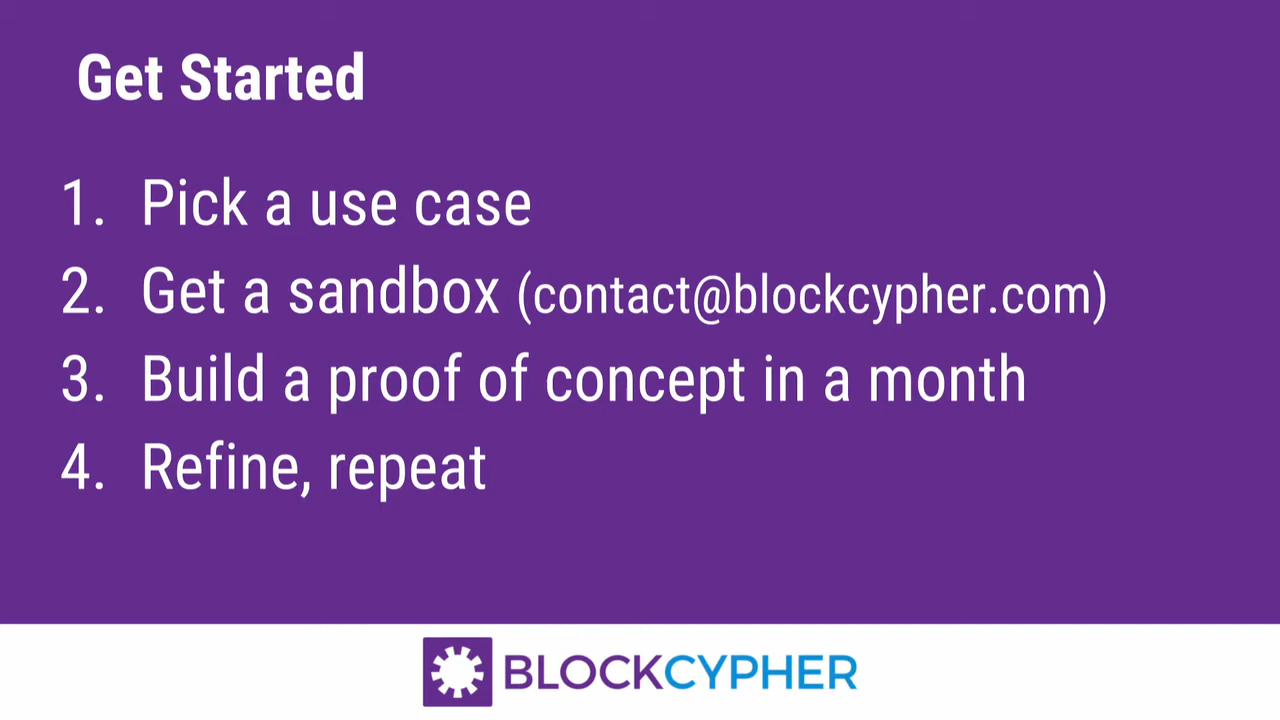 Get Started
1. Pick a use case
2. Get a sandbox (contact@blockcypher.com)
3. Build a proof of concept in a month
4. Refine, repeat
BLOCKCYPHER